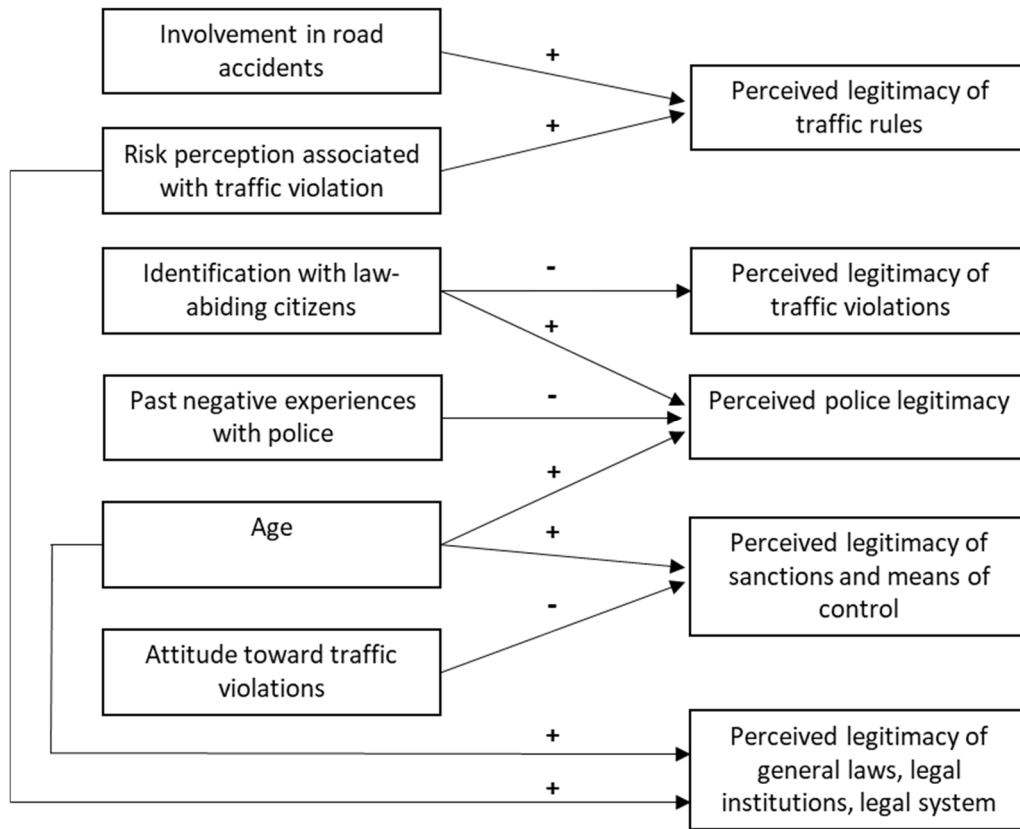 Involvement in road
accidents
+
Perceived legitimacy of
traffic rules
+
Risk perception associated
with traffic violation
Identification with law-
abiding citizens
-
Perceived legitimacy of
traffic violations
+
Past negative experiences
with police
-
Perceived police legitimacy
+
Age
+
Perceived legitimacy of
sanctions and means of
control
-
Attitude toward traffic
violations
+
Perceived legitimacy of
general laws, legal
institutions, legal system
+